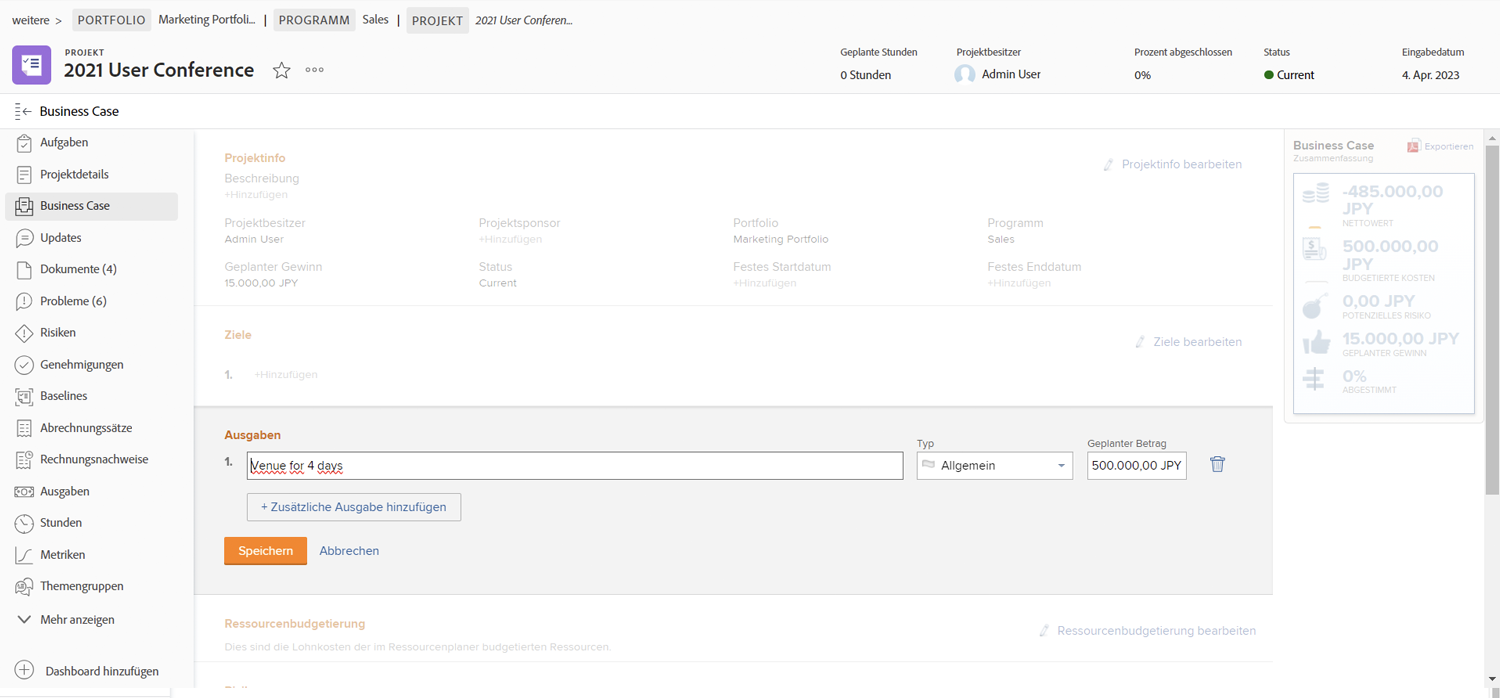 weitere > PORTFOLIO Marketing Portfoli... | PROGRAMM Sales | PROJEKT 2021 User Conferen...
PROJEKT
2021 User Conference
Geplante Stunden
0 Stunden
Projektbesitzer
Admin User
Prozent abgeschlossen
0%
Status
Current
Eingabedatum
4. Apr. 2023
Business Case
Aufgaben
Projektdetails
Business Case
Updates
Dokumente (4)
Probleme (6)
Risiken
Genehmigungen
Baselines
Abrechnungssätze
Rechnungsnachweise
Ausgaben
Stunden
Metriken
Themengruppen
Mehr anzeigen
Dashboard hinzufügen
Projektinfo
Projektinfo bearbeiten
Beschreibung
+Hinzufügen
Projektbesitzer
Admin User
Projektsponsor
+Hinzufügen
Portfolio
Marketing Portfolio
Programm
Sales
Geplanter Gewinn
15.000,00 JPY
Status
Current
Festes Startdatum
+Hinzufügen
Festes Enddatum
+Hinzufügen
Ziele
Ziele bearbeiten
1. +Hinzufügen
Ausgaben
1. Venue for 4 days
Typ
Allgemein
Geplanter Betrag
500.000,00 JPY
+ Zusätzliche Ausgabe hinzufügen
Speichern Abbrechen
Ressourcenbudgetierung
Ressourcenbudgetierung bearbeiten
Dies sind die Lohnkosten der im Ressourcenplaner budgetierten Ressourcen.
Business Case
Zusammenfassung
Exportieren
-485.000,00
JPY
NETTOWERT
500.000,00
JPY
BUDGETIERTE KOSTEN
0,00 JPY
POTENZIELLES RISIKO
15.000,00 JPY
GEPLANTER GEWINN
0%
ABGESTIMMT